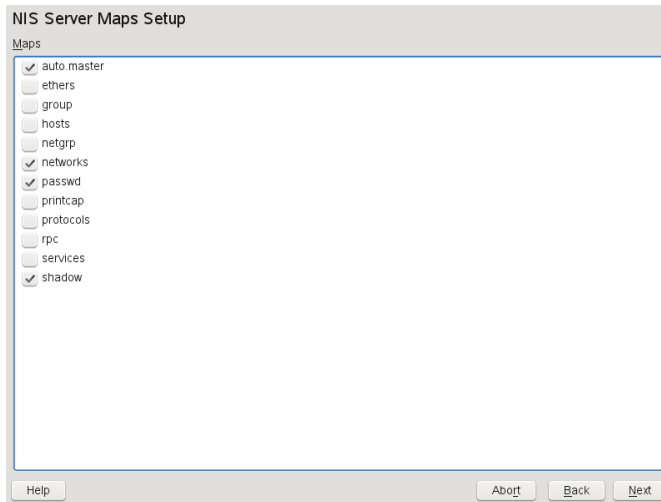 NIS Server Maps Setup
Maps
auto.master
ethers
group
hosts
netgrp
networks
passwd
printcap
protocols
rpc
services
shadow
Help Abort Back Next